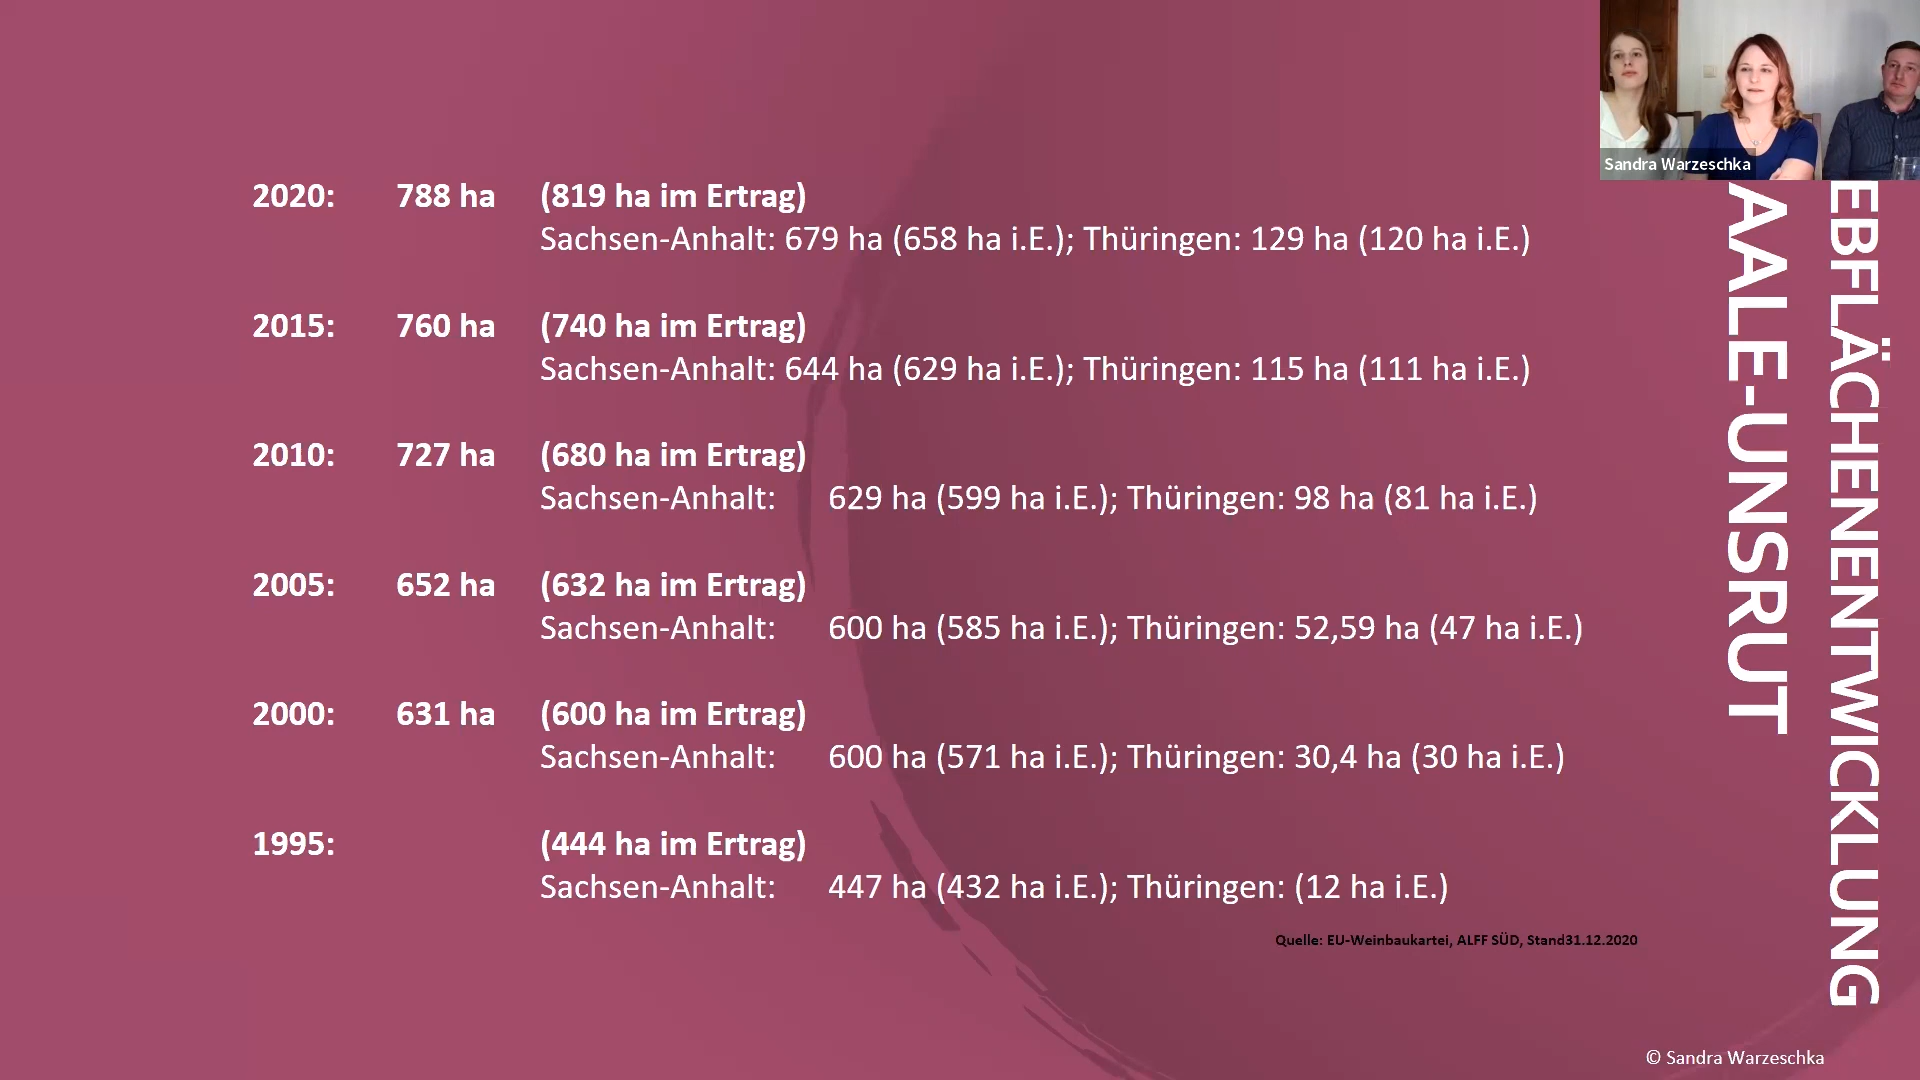 Sandra Warzeschka
2020: 788 ha (819 ha im Ertrag)
Sachsen-Anhalt: 679 ha (658 ha i.E.); Thüringen: 129 ha (120 ha i.E.)
2015: 760 ha (740 ha im Ertrag)
Sachsen-Anhalt: 644 ha (629 ha i.E.); Thüringen: 115 ha (111 ha i.E.)
2010: 727 ha (680 ha im Ertrag)
Sachsen-Anhalt: 629 ha (599 ha i.E.); Thüringen: 98 ha (81 ha i.E.)
2005: 652 ha (632 ha im Ertrag)
Sachsen-Anhalt: 600 ha (585 ha i.E.); Thüringen: 52,59 ha (47 ha i.E.)
2000: 631 ha (600 ha im Ertrag)
Sachsen-Anhalt: 600 ha (571 ha i.E.); Thüringen: 30,4 ha (30 ha i.E.)
1995: (444 ha im Ertrag)
Sachsen-Anhalt: 447 ha (432 ha i.E.); Thüringen: (12 ha i.E.)
Quelle: EU-Weinbaukartei, ALFF SÜD, Stand31.12.2020
EBFLÄCHENENTWICKLUNG
AALE-UNSRUT
© Sandra Warzeschka